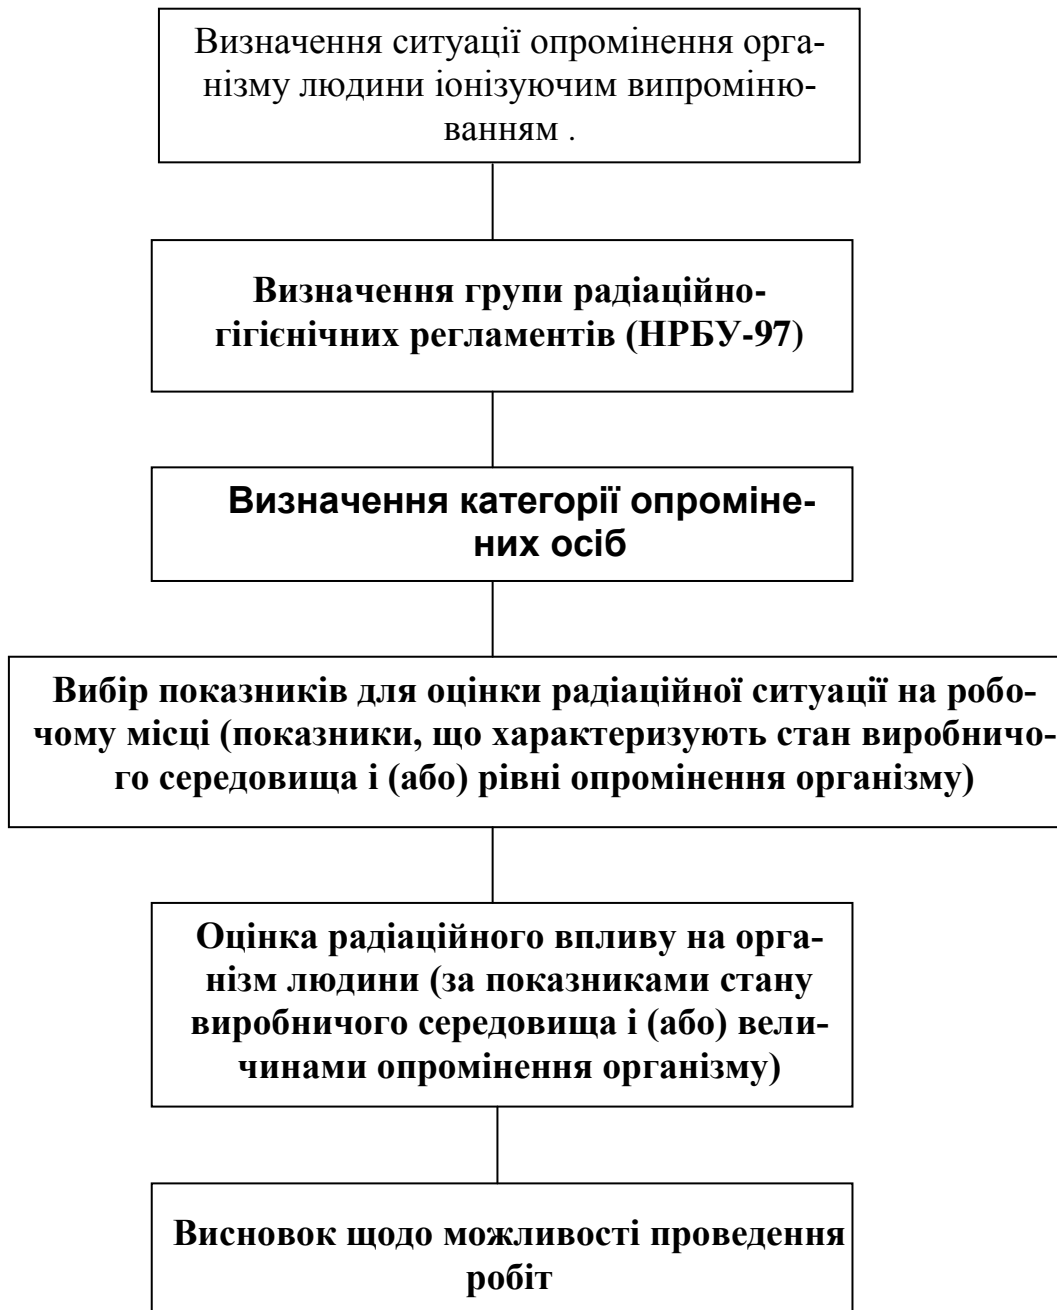 Визначення ситуації опромінення орга-
нізму людини іонізуючим випроміню-
ванням .
Визначення групи радіаційно-
гігієнічних регламентів (НРБУ-97)
Визначення категорії опроміне-
них осіб
Вибір показників для оцінки радіаційної ситуації на робо-
чому місці (показники, що характеризують стан виробничо-
го середовища і (або) рівні опромінення організму)
Оцінка радіаційного впливу на орга-
нізм людини (за показниками стану
виробничого середовища і (або) вели-
чинами опромінення організму)
Висновок щодо можливості проведення
робіт